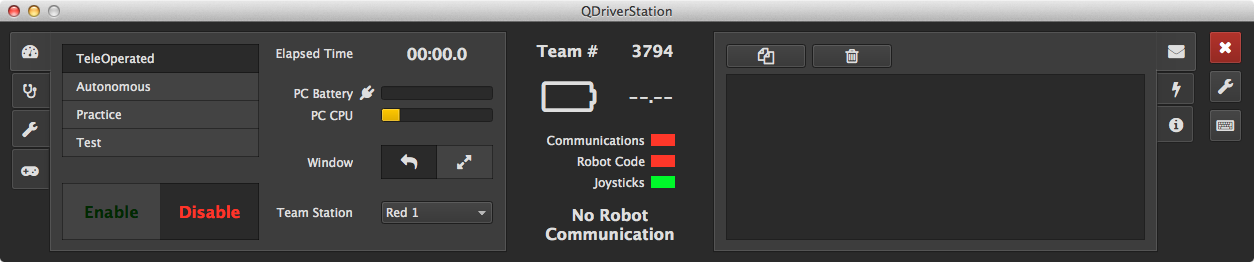 QDriverStation
TeleOperated
Autonomous
Practice
Test
Enable
Disable
Elapsed Time
00:00.0
PC Battery
PC CPU
Window
Team Station
Red 1
Team #
3794
--.--
Communications
Robot Code
Joysticks
No Robot
Communication